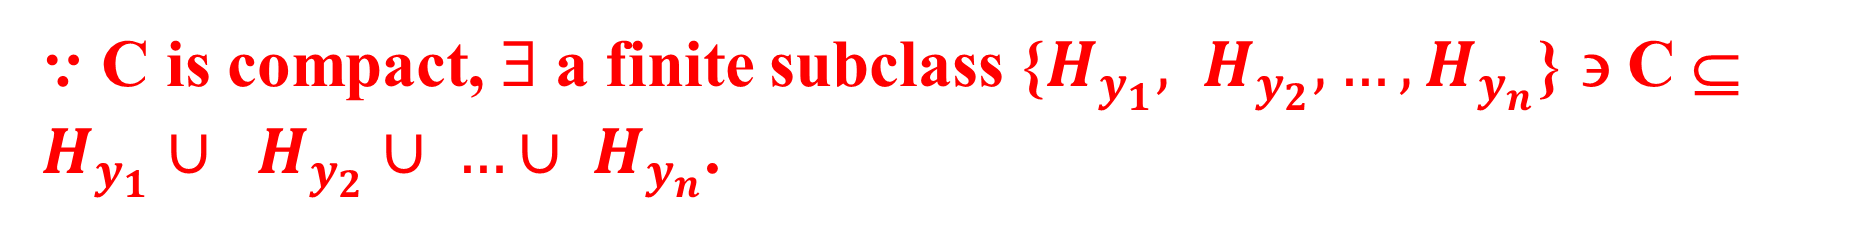 ∵ C is compact, ∃ a finite subclass {𝑯_{𝒚_𝟏}, 𝑯_{𝒚_𝟐}, … , 𝑯_{𝒚_𝒏}} ∍ C ⊆
𝑯_{𝒚_𝟏} ∪ 𝑯_{𝒚_𝟐} ∪ … ∪ 𝑯_{𝒚_𝒏}.